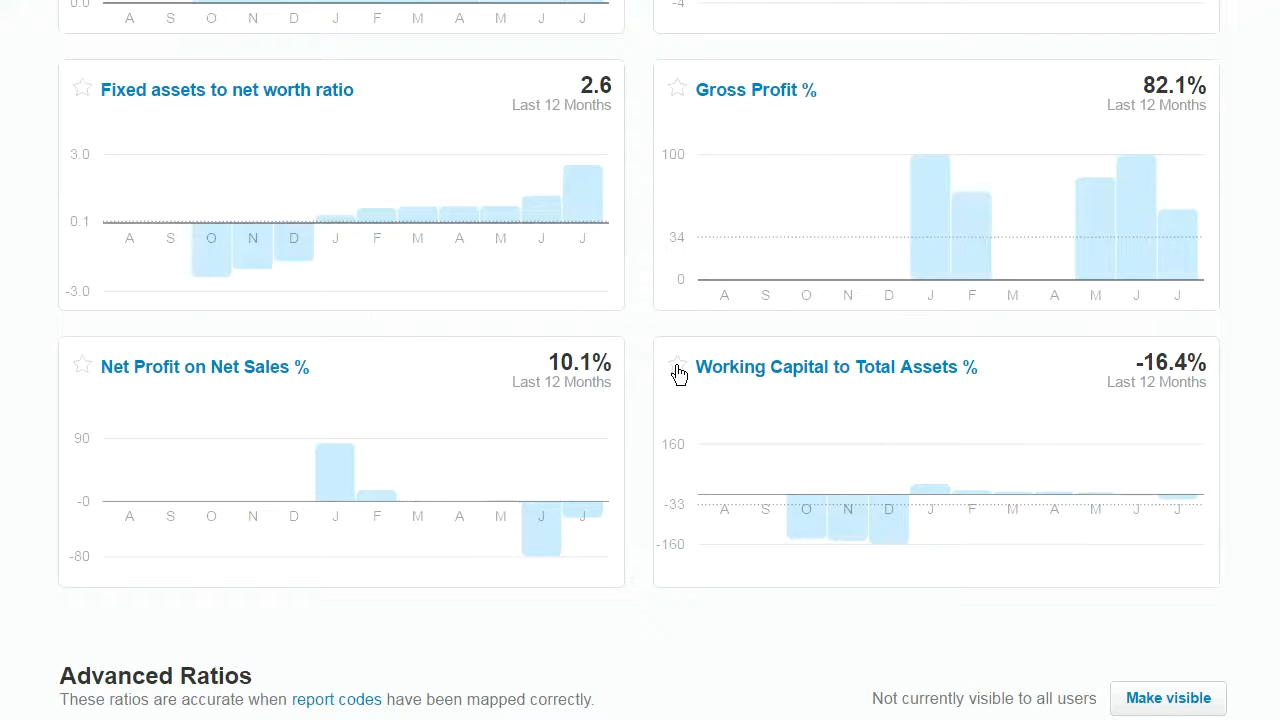 0.0
A S O N D J F M A M J J
-4
Fixed assets to net worth ratio
2.6
Last 12 Months
3.0
0.1
A S O N D J F M A M J J
-3.0
Gross Profit %
82.1%
Last 12 Months
100
34
0
A S O N D J F M A M J J
Net Profit on Net Sales %
10.1%
Last 12 Months
90
-0
A S O N D J F M A M J J
-80
Working Capital to Total Assets %
-16.4%
Last 12 Months
160
-33
A S O N D J F M A M J J
-160
Advanced Ratios
These ratios are accurate when report codes have been mapped correctly.
Not currently visible to all users
Make visible